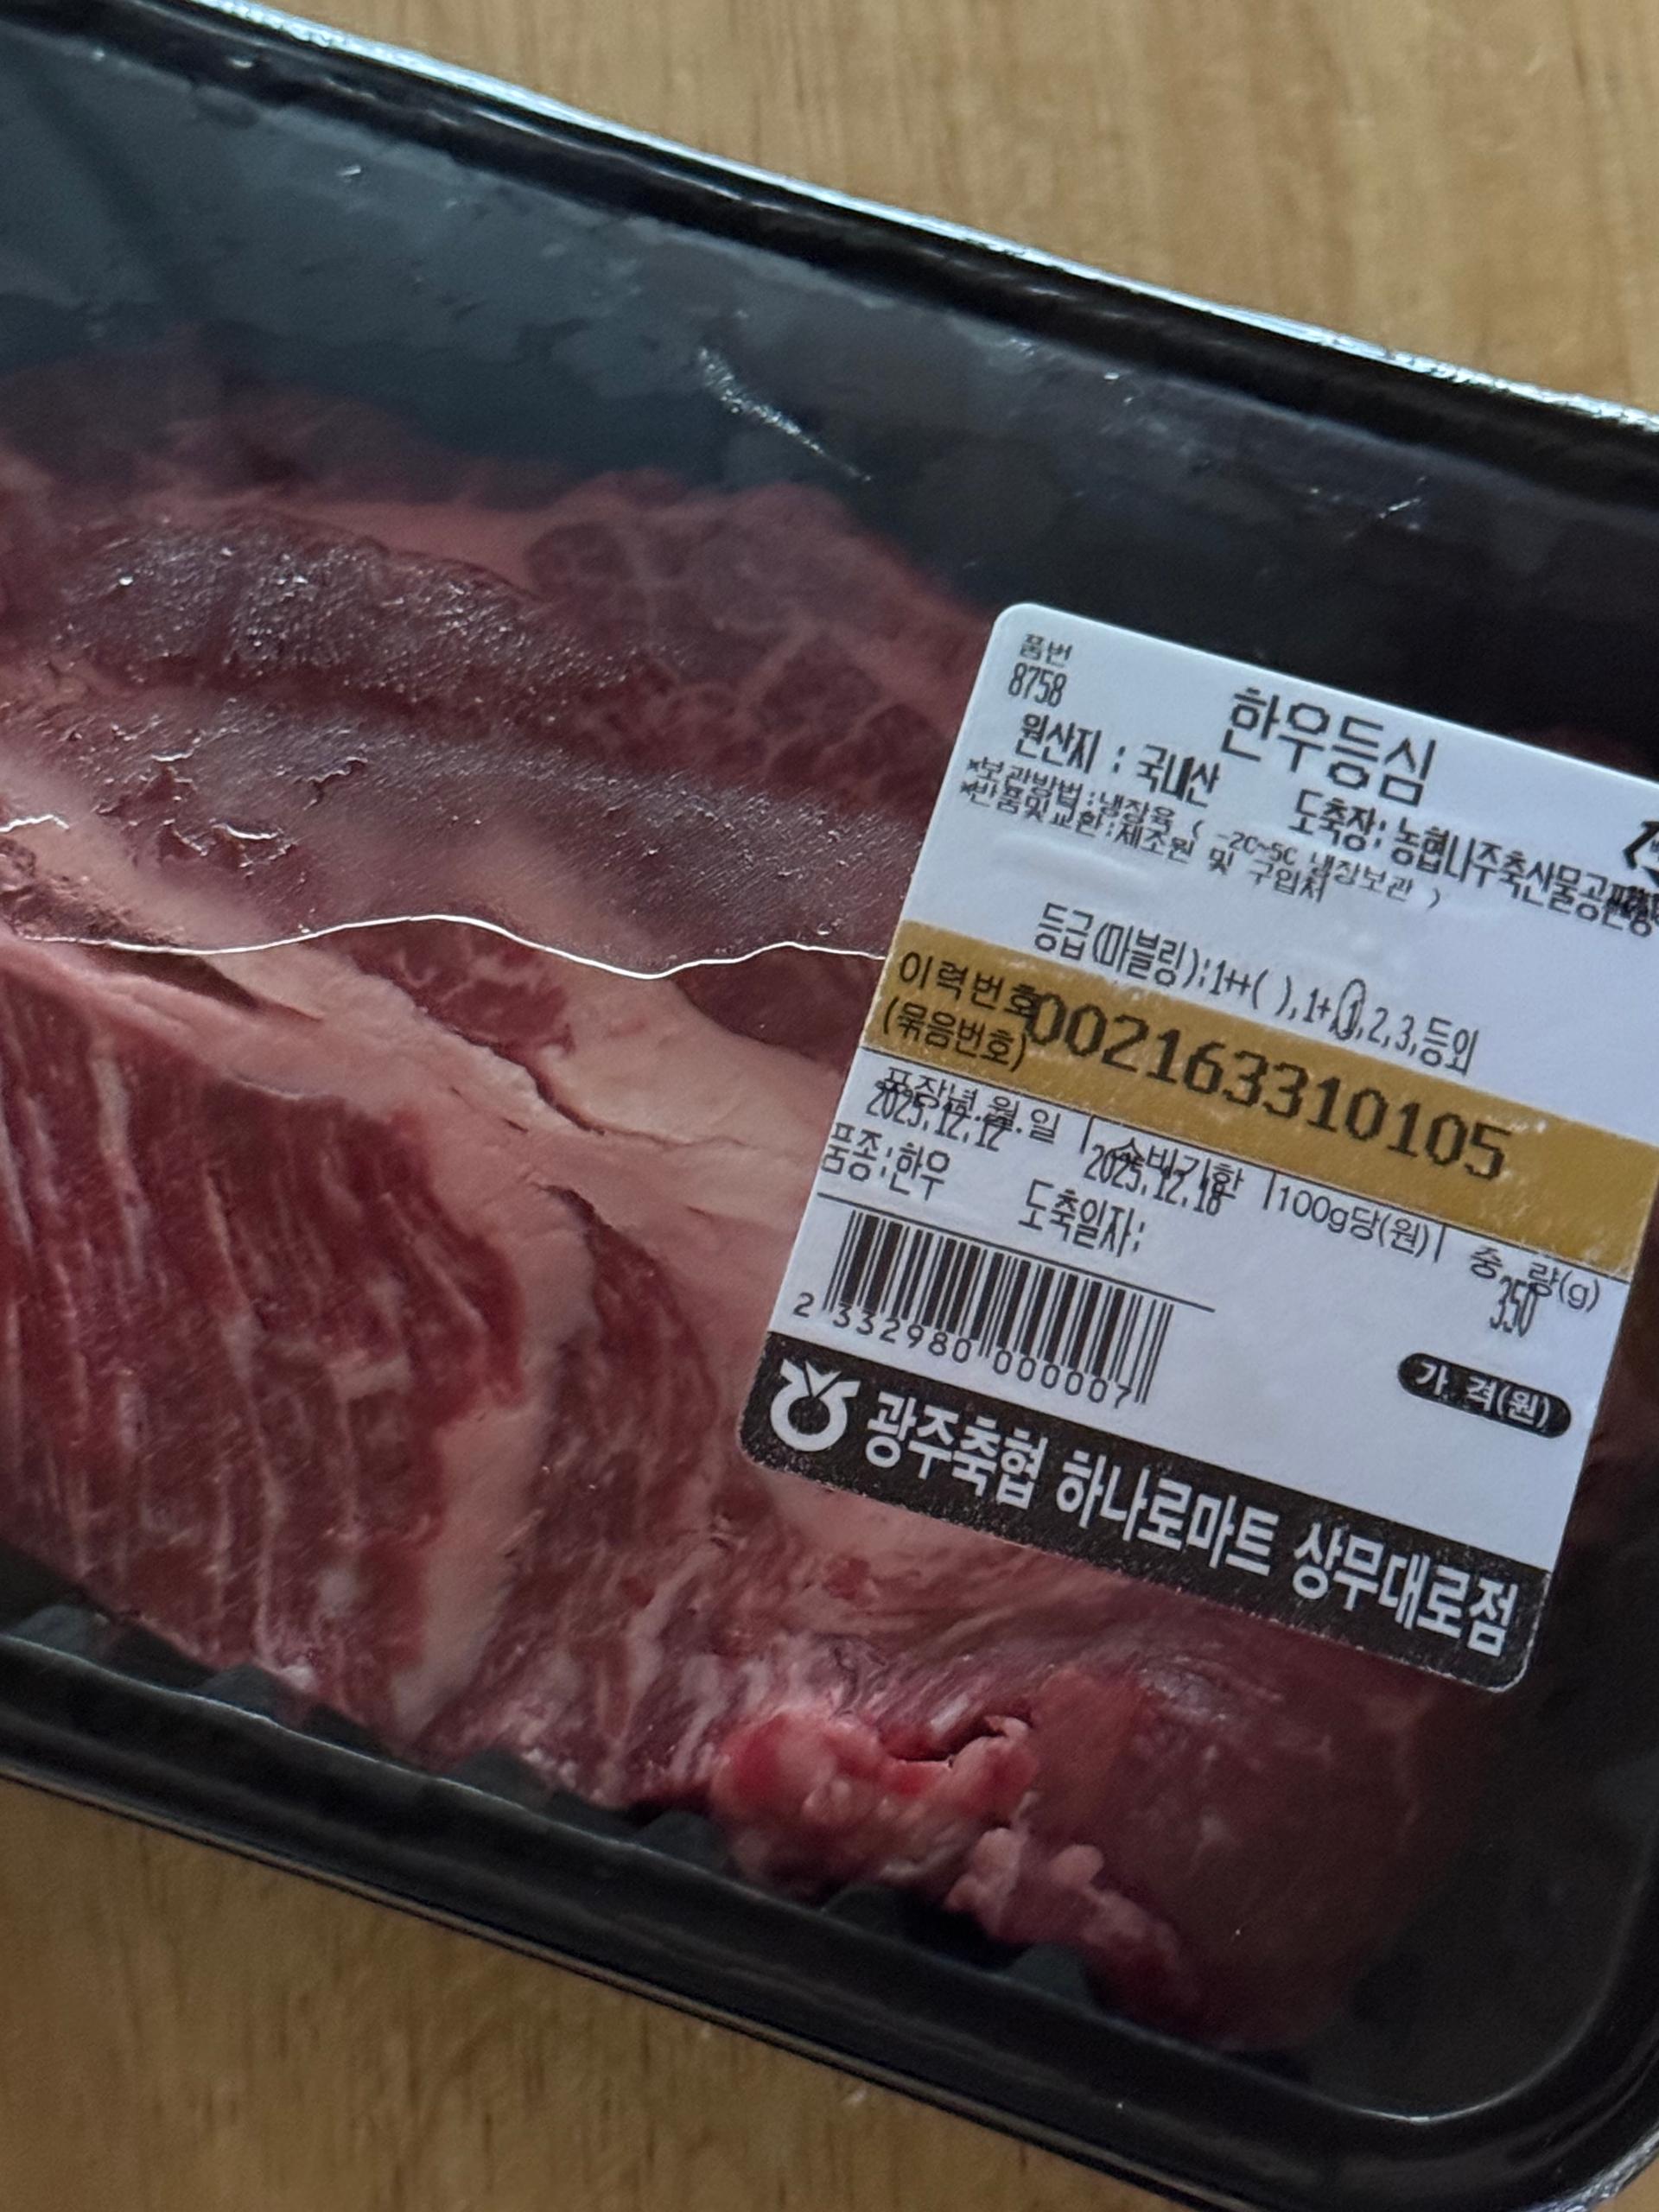 품번
8758
한우등심
원산지 : 국내산
도축장: 농협나주축산물공판장
*보관방법:냉장육 ( -2C~5C 냉장보관 )
*반품및교환:제조원 및 구입처
등급(마블링):1++( ),1+,1,2,3,등외
이력번호
(묶음번호)
002163310105
포장년.월.일
소비기한
100g당(원)
중 량(g)
2025.12.12
2025.12.18
350
품종:한우
도축일자:
2 332980 000007
가 격(원)
광주축협 하나로마트 상무대로점